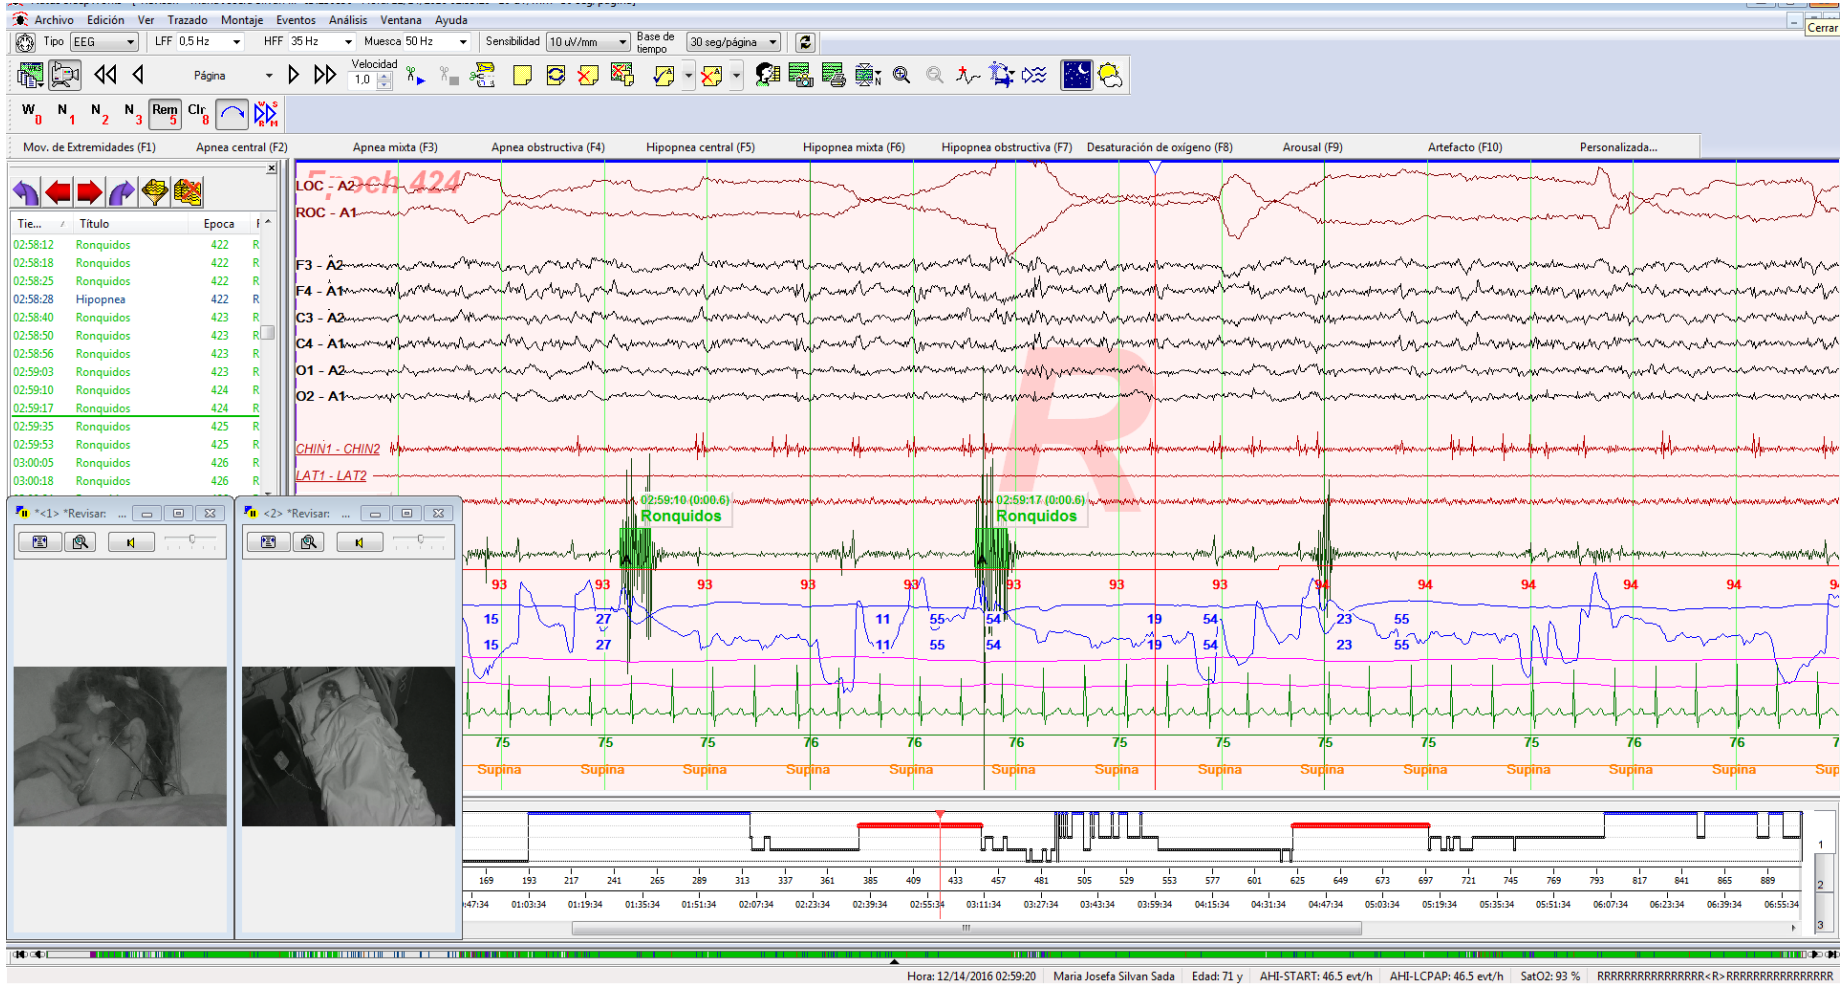 Cerrar
Archivo Edición Ver Trazado Montaje Eventos Análisis Ventana Ayuda
Tipo EEG LFF 0,5 Hz HFF 35 Hz Muesca 50 Hz Sensibilidad 10 uV/mm Base de tiempo 30 seg/página
Página Velocidad 1,0
W 0 N 1 N 2 N 3 Rem 5 Clr 8
Mov. de Extremidades (F1) Apnea central (F2) Apnea mixta (F3) Apnea obstructiva (F4) Hipopnea central (F5) Hipopnea mixta (F6) Hipopnea obstructiva (F7) Desaturación de oxígeno (F8) Arousal (F9) Artefacto (F10) Personalizada...
Tie... Título Epoca
02:58:12 Ronquidos 422 R
02:58:18 Ronquidos 422 R
02:58:25 Ronquidos 422 R
02:58:28 Hipopnea 422 R
02:58:40 Ronquidos 423 R
02:58:50 Ronquidos 423 R
02:58:56 Ronquidos 423 R
02:59:03 Ronquidos 423 R
02:59:10 Ronquidos 424 R
02:59:17 Ronquidos 424 R
02:59:35 Ronquidos 425 R
02:59:53 Ronquidos 425 R
03:00:05 Ronquidos 426 R
03:00:18 Ronquidos 426 R
Epoch 424
LOC - A2
ROC - A1
F3 - A2
F4 - A1
C3 - A2
C4 - A1
O1 - A2
O2 - A1
R
CHIN1 - CHIN2
LAT1 - LAT2
02:59:10 (0:00.6)
Ronquidos
02:59:17 (0:00.6)
Ronquidos
*<1> *Revisar: ...
<2> *Revisar: ...
93 93 93 93 93 93 93 93 94 94 94 94 94
15 27 11 55 54 19 54 23 55
15 27 11 55 54 19 54 23 55
75 75 75 76 76 76 75 75 75 75 75 76 76
Supina Supina Supina Supina Supina Supina Supina Supina Supina Supina Supina Supina Supina Sup
169 193 217 241 265 289 313 337 361 385 409 433 457 481 505 529 553 577 601 625 649 673 697 721 745 769 793 817 841 865 889
:47:34 01:03:34 01:19:34 01:35:34 01:51:34 02:07:34 02:23:34 02:39:34 02:55:34 03:11:34 03:27:34 03:43:34 03:59:34 04:15:34 04:31:34 04:47:34 05:03:34 05:19:34 05:35:34 05:51:34 06:07:34 06:23:34 06:39:34 06:55:34
1
2
3
Hora: 12/14/2016 02:59:20 Maria Josefa Silvan Sada Edad: 71 y AHI-START: 46.5 evt/h AHI-LCPAP: 46.5 evt/h SatO2: 93 % RRRRRRRRRRRRRRRR<R>RRRRRRRRRRRRRRRR